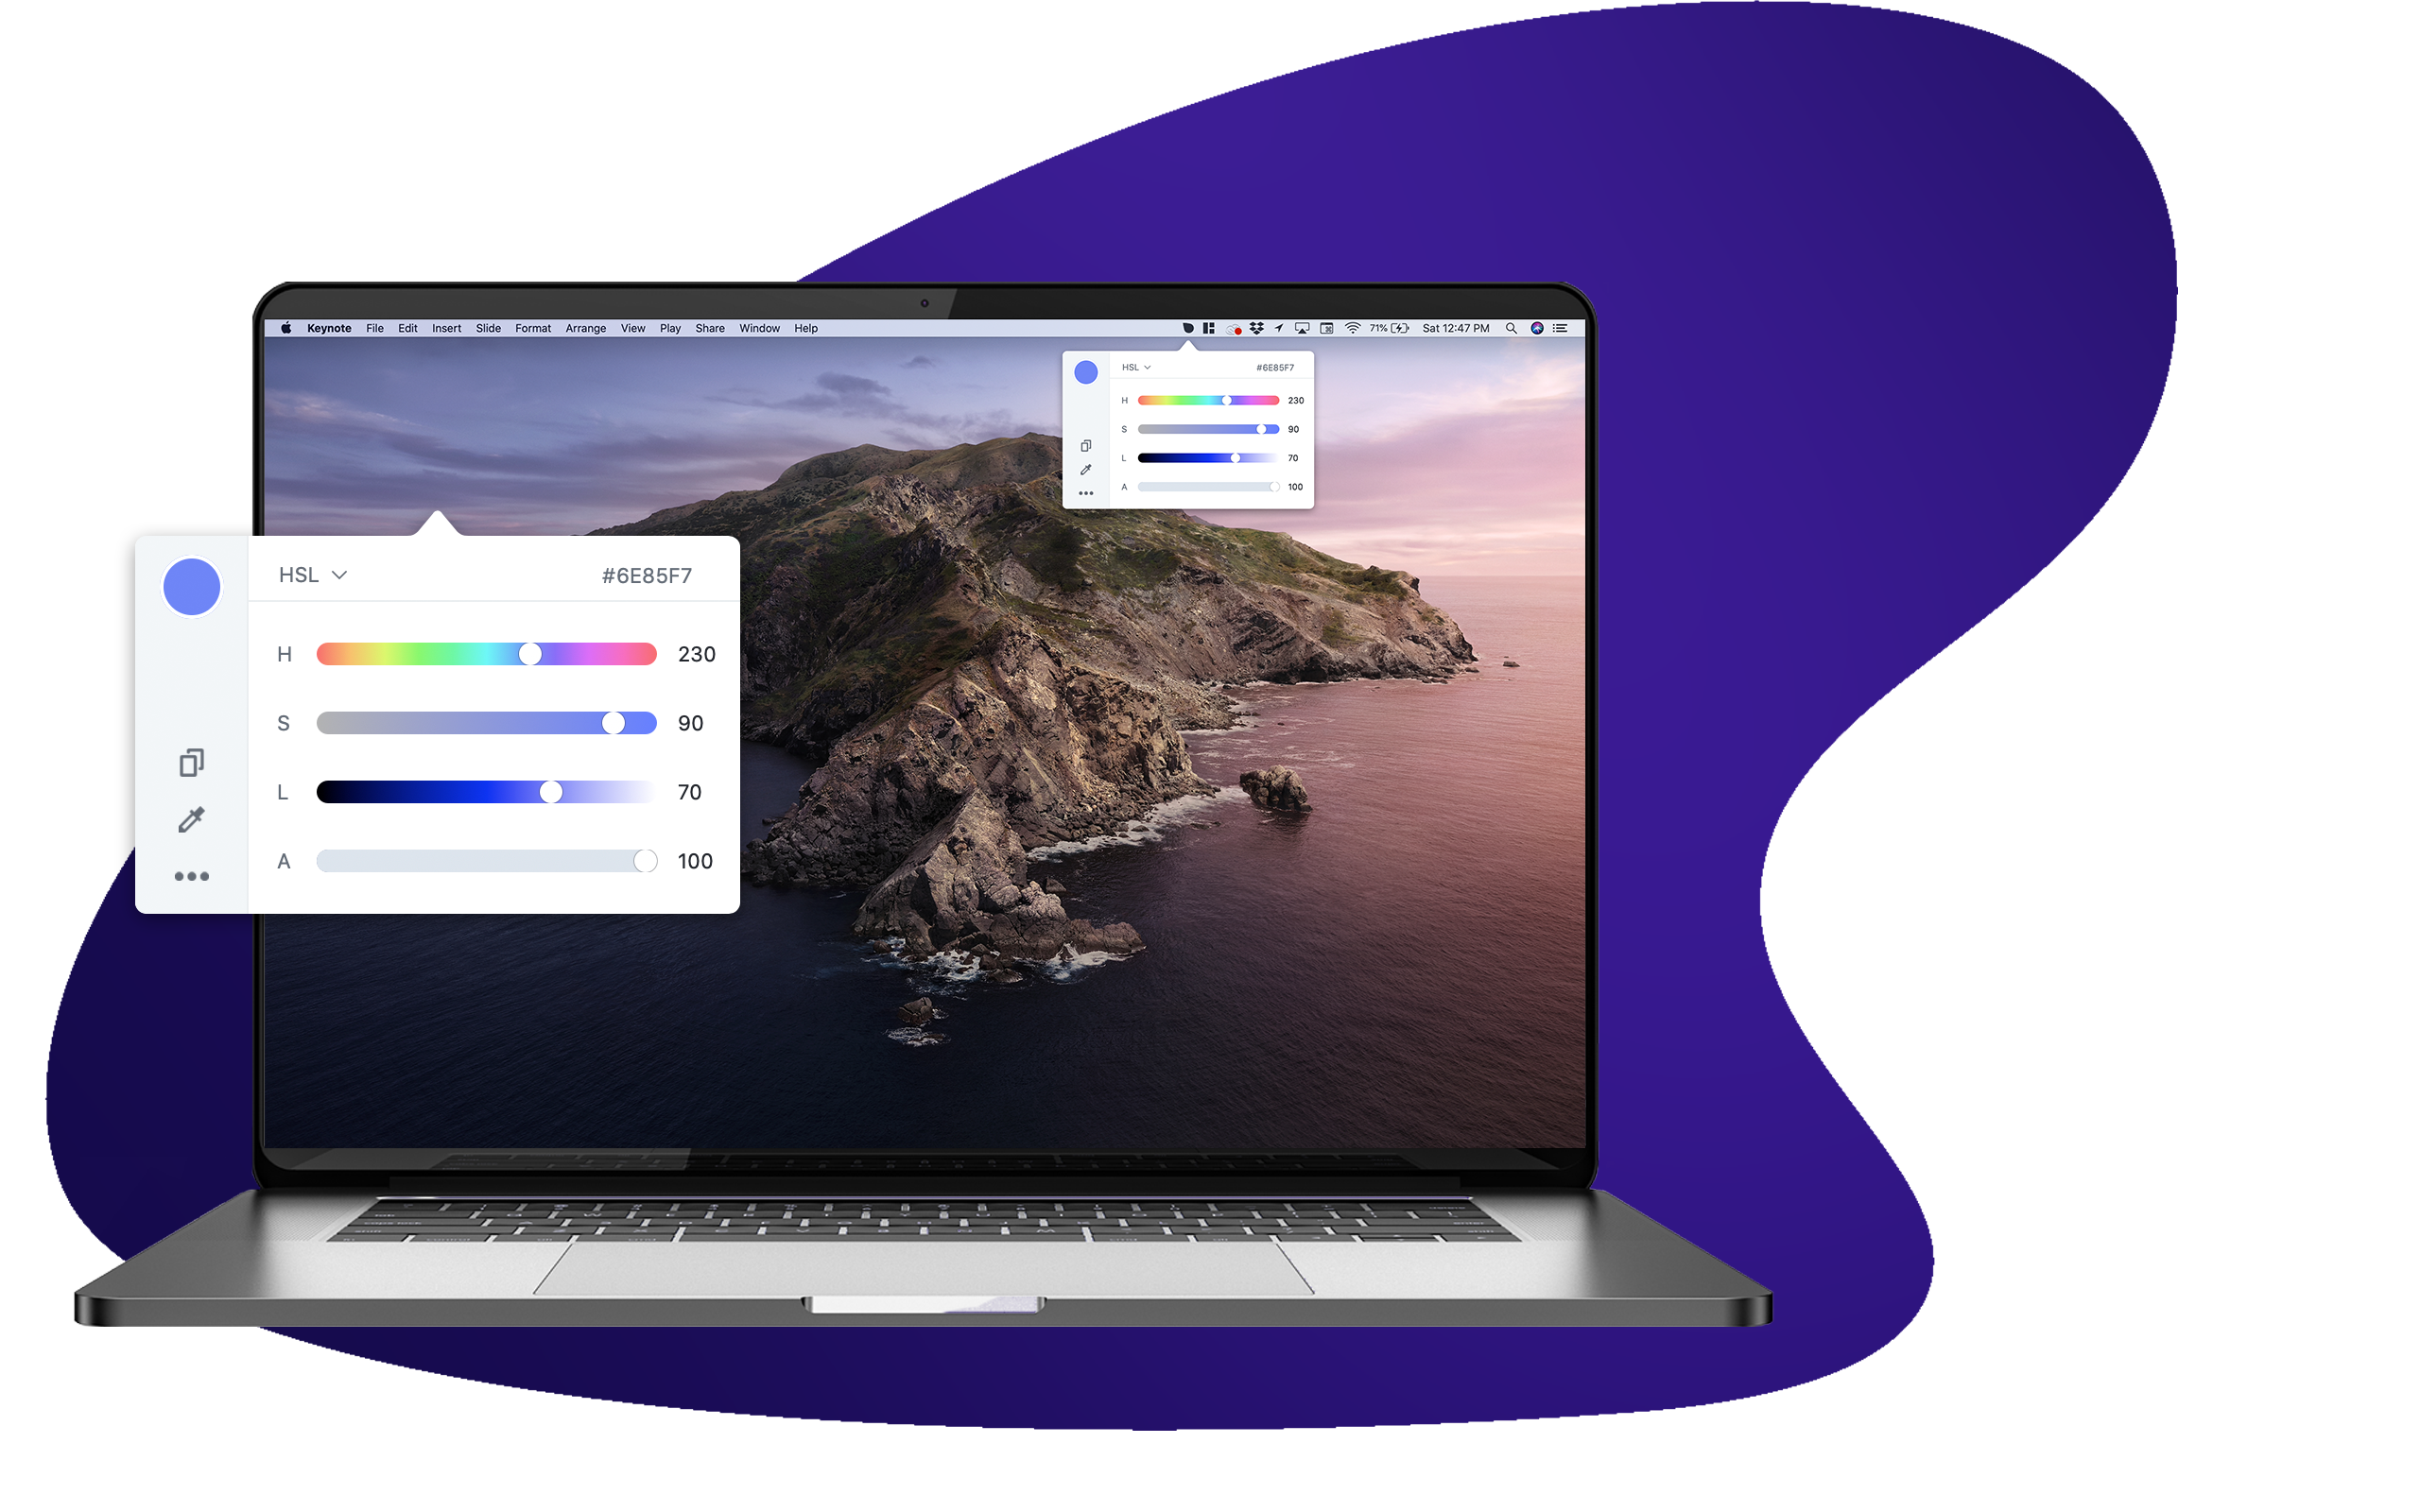 Keynote File Edit Insert Slide Format Arrange View Play Share Window Help 71% Sat 12:47 PM
HSL #6E85F7
H 230
S 90
L 70
A 100
HSL #6E85F7
H 230
S 90
L 70
A 100